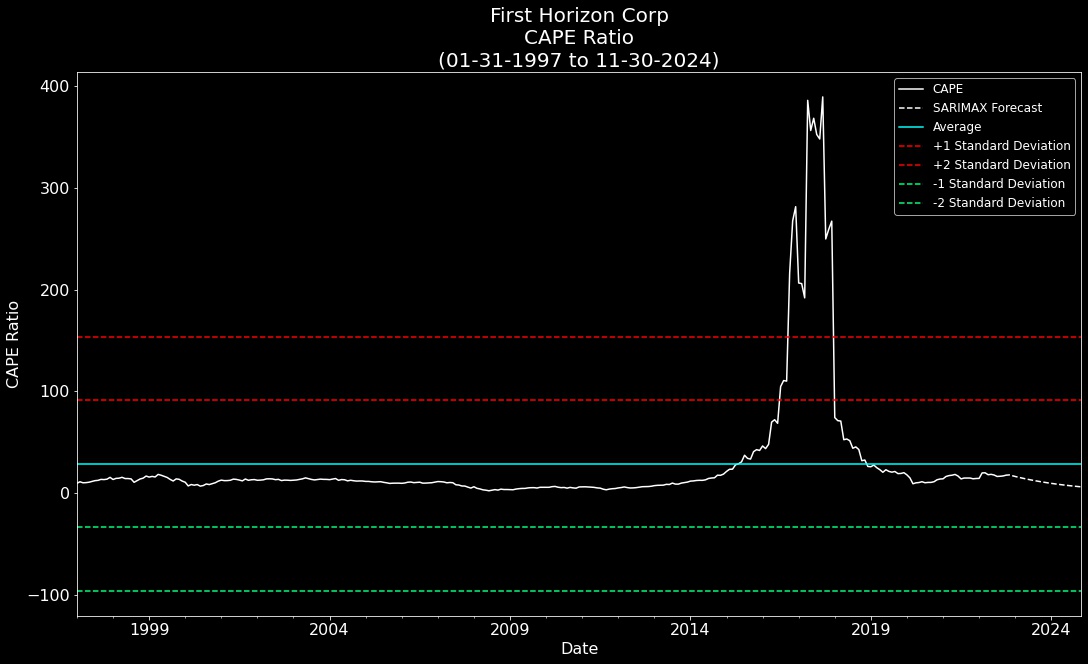 First Horizon Corp
CAPE Ratio
(01-31-1997 to 11-30-2024)
CAPE
SARIMAX Forecast
Average
+1 Standard Deviation
+2 Standard Deviation
-1 Standard Deviation
-2 Standard Deviation
CAPE Ratio
400
300
200
100
0
−100
1999
2004
2009
2014
2019
2024
Date